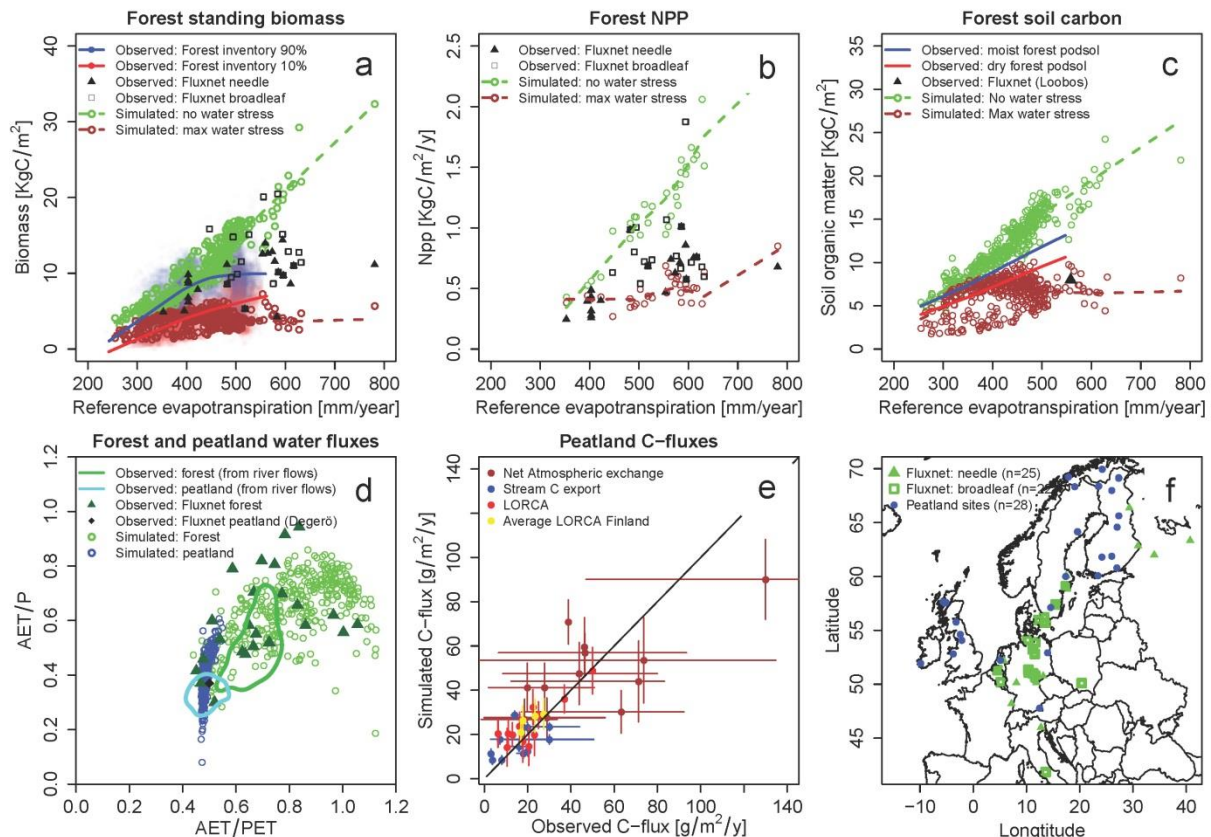 Forest standing biomass
Observed: Forest inventory 90%
Observed: Forest inventory 10%
Observed: Fluxnet needle
Observed: Fluxnet broadleaf
Simulated: no water stress
Simulated: max water stress
a
Biomass [KgC/m²]
40
30
20
10
0
200 300 400 500 600 700 800
Reference evapotranspiration [mm/year]
Forest NPP
Observed: Fluxnet needle
Observed: Fluxnet broadleaf
Simulated: no water stress
Simulated: max water stress
b
Npp [KgC/m²/y]
2.5
2.0
1.5
1.0
0.5
0.0
200 300 400 500 600 700 800
Reference evapotranspiration [mm/year]
Forest soil carbon
Observed: moist forest podsol
Observed: dry forest podsol
Observed: Fluxnet (Loobos)
Simulated: No water stress
Simulated: Max water stress
c
Soil organic matter [KgC/m²]
35
30
25
20
15
10
5
0
200 300 400 500 600 700 800
Reference evapotranspiration [mm/year]
Forest and peatland water fluxes
Observed: forest (from river flows)
Observed: peatland (from river flows)
Observed: Fluxnet forest
Observed: Fluxnet peatland (Degerö)
Simulated: Forest
Simulated: peatland
d
AET/P
1.2
1.0
0.8
0.6
0.4
0.2
0.0
0.0 0.2 0.4 0.6 0.8 1.0 1.2
AET/PET
Peatland C−fluxes
Net Atmospheric exchange
Stream C export
LORCA
Average LORCA Finland
e
Simulated C−flux [g/m²/y]
140
100
80
60
40
20
0
0 20 40 60 80 100 140
Observed C−flux [g/m²/y]
Fluxnet: needle (n=25)
Fluxnet: broadleaf (n=22)
Peatland sites (n=28)
f
Latitude
70
65
60
55
50
45
−10 0 10 20 30 40
Longtitude